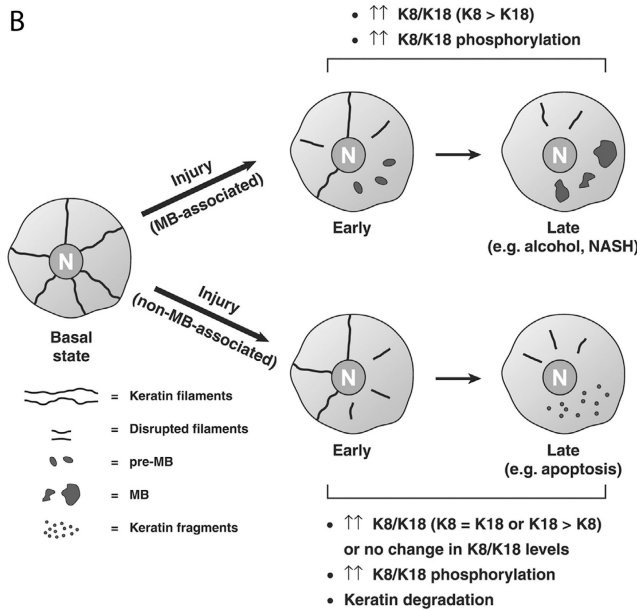 B
• ↑↑ K8/K18 (K8 > K18)
• ↑↑ K8/K18 phosphorylation
Injury
(MB-associated)
N
Early
N
Late
(e.g. alcohol, NASH)
N
Basal
state
Injury
(non-MB-associated)
N
Early
N
Late
(e.g. apoptosis)
= Keratin filaments
= Disrupted filaments
= pre-MB
= MB
= Keratin fragments
• ↑↑ K8/K18 (K8 = K18 or K18 > K8)
or no change in K8/K18 levels
• ↑↑ K8/K18 phosphorylation
• Keratin degradation